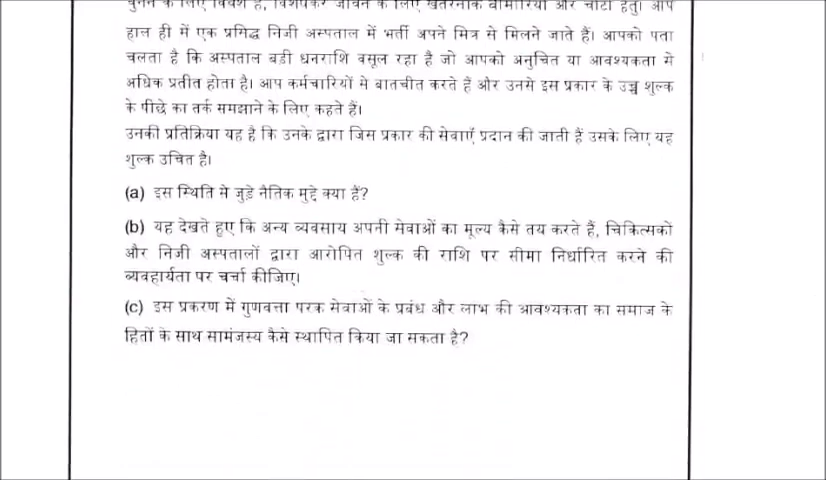 चुनने के लिए विवश हैं, विशेषकर जीवन के लिए खतरनाक बीमारियों और चोटों हेतु। आप
हाल ही में एक प्रसिद्ध निजी अस्पताल में भर्ती अपने मित्र से मिलने जाते हैं। आपको पता
चलता है कि अस्पताल बड़ी धनराशि वसूल रहा है जो आपको अनुचित या आवश्यकता से
अधिक प्रतीत होता है। आप कर्मचारियों से बातचीत करते हैं और उनसे इस प्रकार के उच्च शुल्क
के पीछे का तर्क समझाने के लिए कहते हैं।
उनकी प्रतिक्रिया यह है कि उनके द्वारा जिस प्रकार की सेवाएँ प्रदान की जाती हैं उसके लिए यह
शुल्क उचित है।
(a) इस स्थिति से जुड़े नैतिक मुद्दे क्या हैं?
(b) यह देखते हुए कि अन्य व्यवसाय अपनी सेवाओं का मूल्य कैसे तय करते हैं, चिकित्सकों
और निजी अस्पतालों द्वारा आरोपित शुल्क की राशि पर सीमा निर्धारित करने की
व्यवहार्यता पर चर्चा कीजिए।
(c) इस प्रकरण में गुणवत्ता परक सेवाओं के प्रबंध और लाभ की आवश्यकता का समाज के
हितों के साथ सामंजस्य कैसे स्थापित किया जा सकता है?